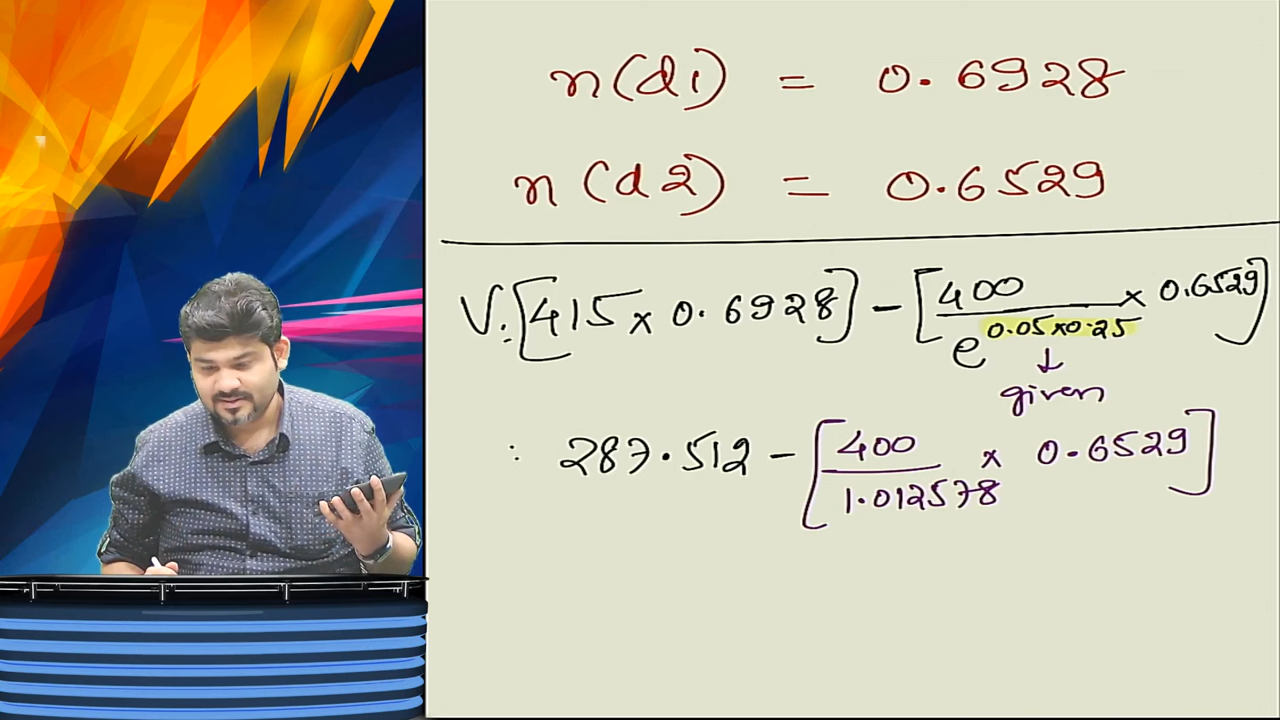 n(d1) = 0.6928
n(d2) = 0.6529
V: [415 x 0.6928] - [400/e^0.05x0.25 x 0.6529]
↓
given
: 287.512 - [400/1.012578 x 0.6529]